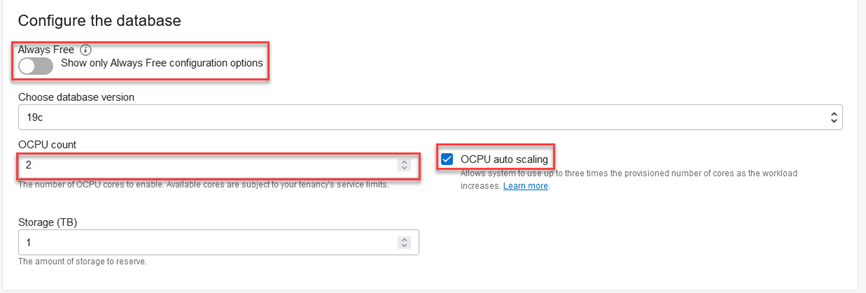 Configure the database
Always Free
Show only Always Free configuration options
Choose database version
19c
OCPU count
2
The number of OCPU cores to enable. Available cores are subject to your tenancy's service limits.
OCPU auto scaling
Allows system to use up to three times the provisioned number of cores as the workload
increases. Learn more.
Storage (TB)
1
The amount of storage to reserve.